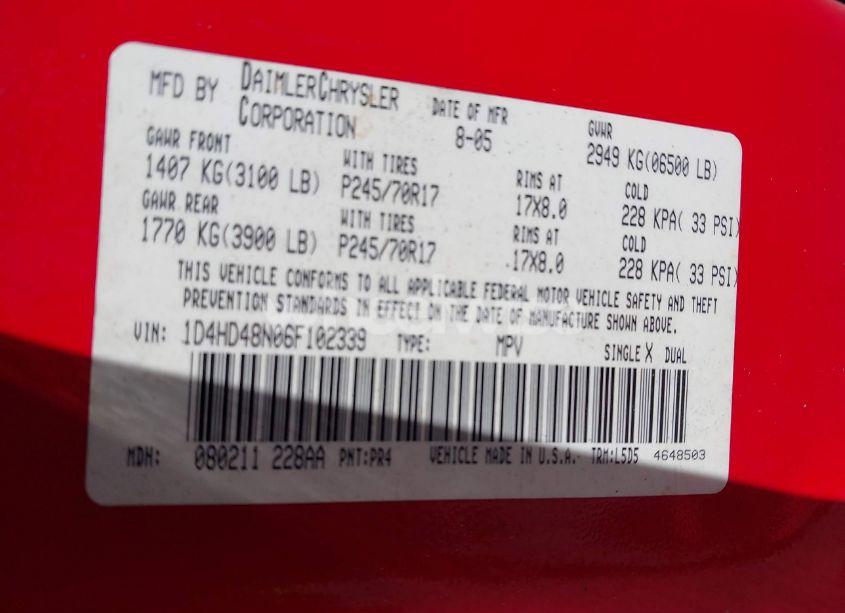 MFD BY DAIMLERCHRYSLER CORPORATION DATE OF MFR 8-05 GVWR 2949 KG(06500 LB)
GAWR FRONT WITH TIRES RIMS AT COLD
1407 KG(3100 LB) P245/70R17 17X8.0 228 KPA( 33 PSI)
GAWR REAR WITH TIRES RIMS AT COLD
1770 KG(3900 LB) P245/70R17 17X8.0 228 KPA( 33 PSI)
THIS VEHICLE CONFORMS TO ALL APPLICABLE FEDERAL MOTOR VEHICLE SAFETY AND THEFT
PREVENTION STANDARDS IN EFFECT ON THE DATE OF MANUFACTURE SHOWN ABOVE.
VIN: 1D4HD48N06F102339 TYPE: MPV SINGLE X DUAL
MDH: 080211 228AA PNT:PR4 VEHICLE MADE IN U.S.A. TRM:L5D5 4648503